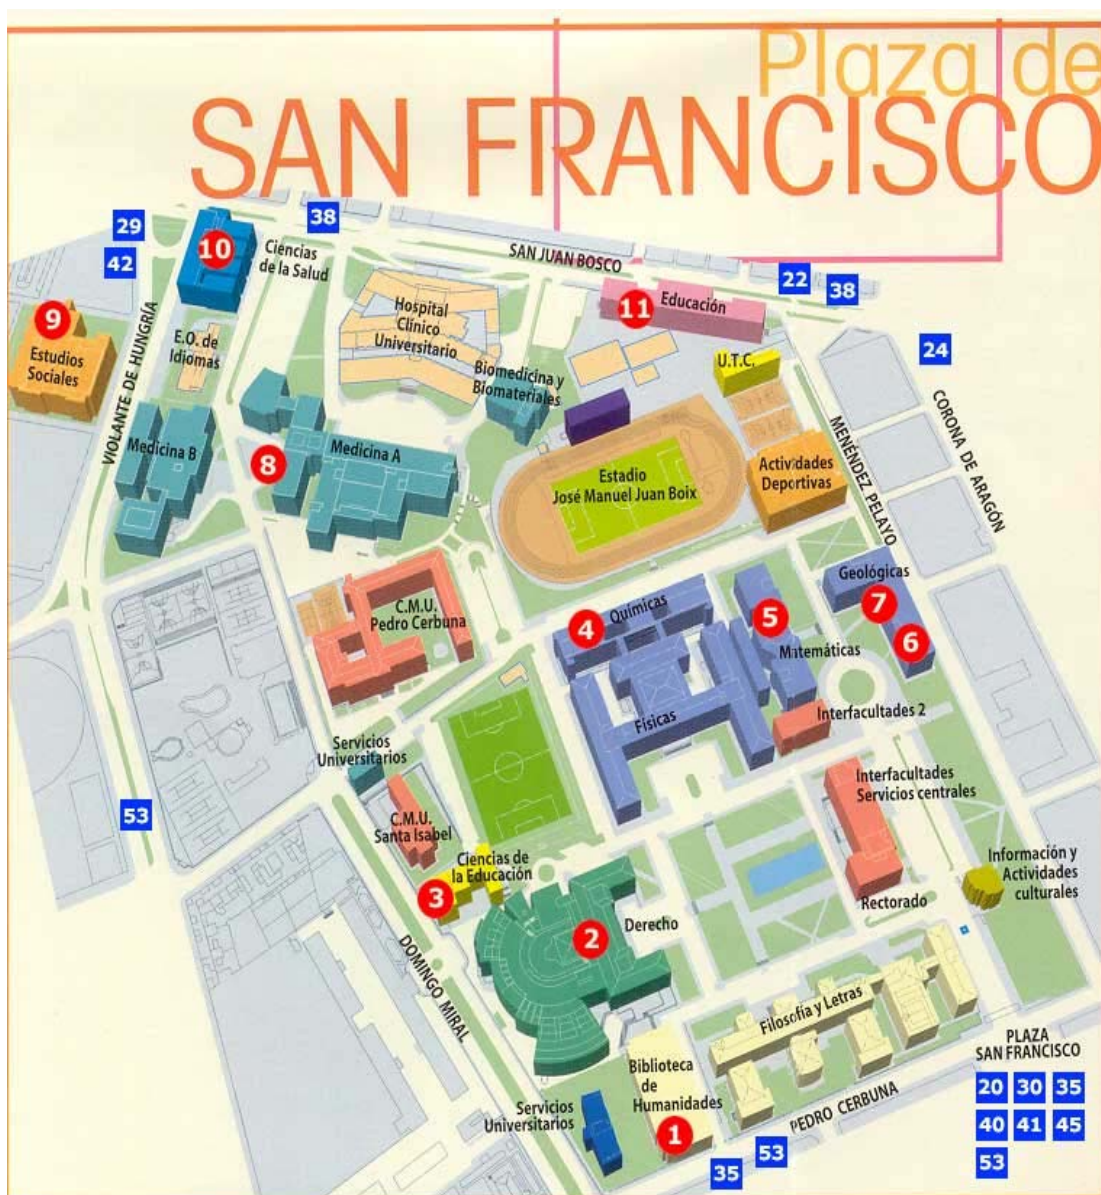 Plaza de
SAN FRANCISCO
29
38
42
10
Ciencias
de la Salud
SAN JUAN BOSCO
22
38
9
Estudios
Sociales
VIOLANTE DE HUNGRÍA
E.O. de
Idiomas
Hospital
Clínico
Universitario
11
Educación
24
Biomedicina y
Biomateriales
U.T.C.
CORONA DE ARAGÓN
MENÉNDEZ PELAYO
Medicina B
8
Medicina A
Estadio
José Manuel Juan Boix
Actividades
Deportivas
C.M.U.
Pedro Cerbuna
4
Químicas
5
Matemáticas
Geológicas
7
6
Físicas
Interfacultades 2
Servicios
Universitarios
C.M.U.
Santa Isabel
53
Interfacultades
Servicios centrales
Rectorado
Información y
Actividades
culturales
Ciencias de
la Educación
3
2
Derecho
DOMINGO MIRAL
Filosofía y Letras
Biblioteca
de
Humanidades
1
Servicios
Universitarios
PEDRO CERBUNA
35
53
PLAZA
SAN FRANCISCO
20 30 35
40 41 45
53